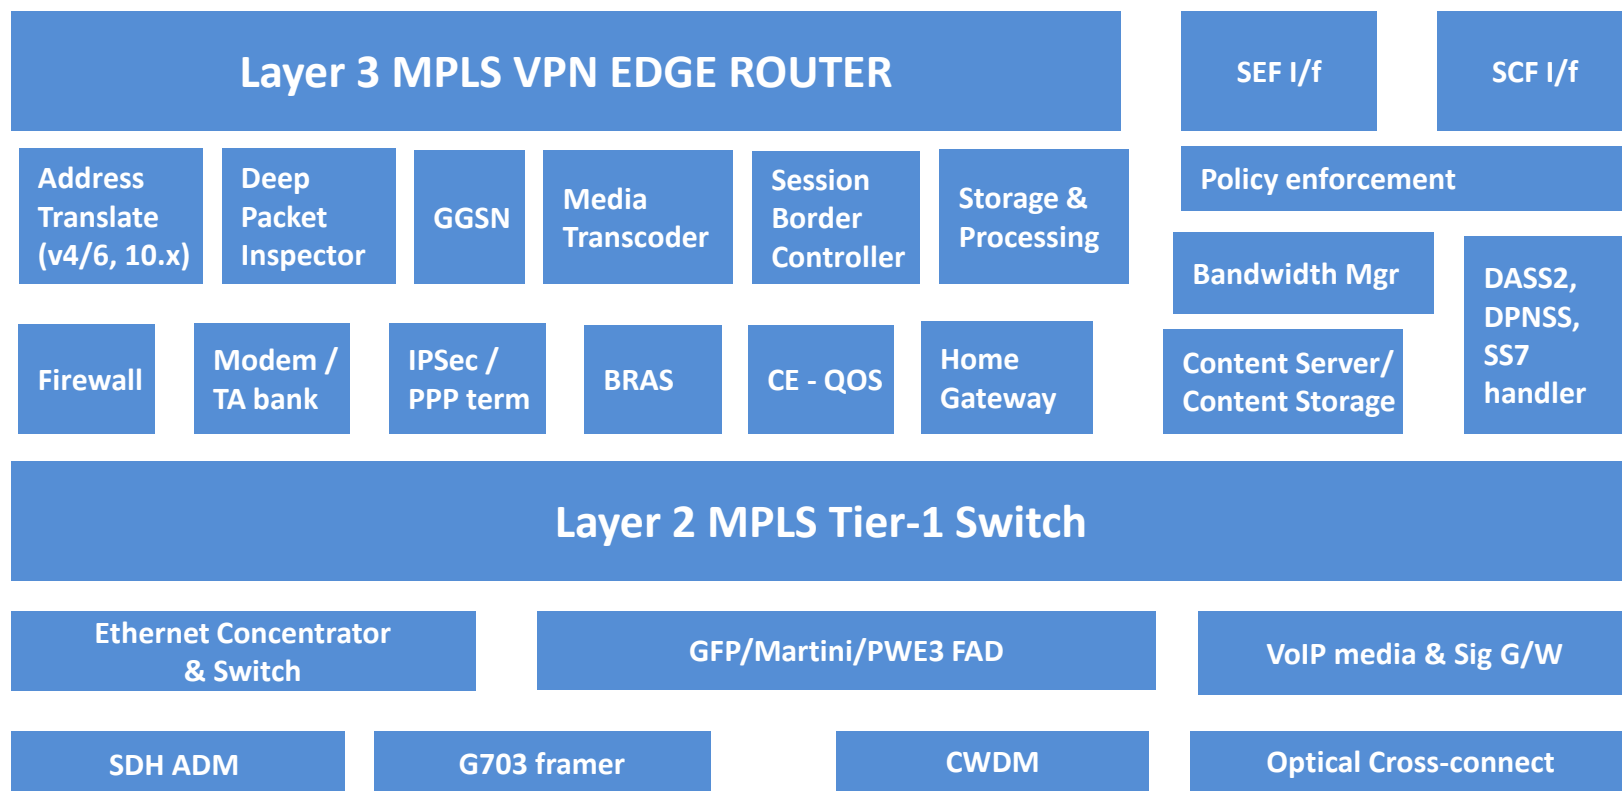 Layer 3 MPLS VPN EDGE ROUTER
SEF I/f
SCF I/f
Address
Translate
(v4/6, 10.x)
Deep
Packet
Inspector
GGSN
Media
Transcoder
Session
Border
Controller
Storage &
Processing
Policy enforcement
Bandwidth Mgr
DASS2,
DPNSS,
SS7
handler
Firewall
Modem /
TA bank
IPSec /
PPP term
BRAS
CE - QOS
Home
Gateway
Content Server/
Content Storage
Layer 2 MPLS Tier-1 Switch
Ethernet Concentrator
& Switch
GFP/Martini/PWE3 FAD
VoIP media & Sig G/W
SDH ADM
G703 framer
CWDM
Optical Cross-connect